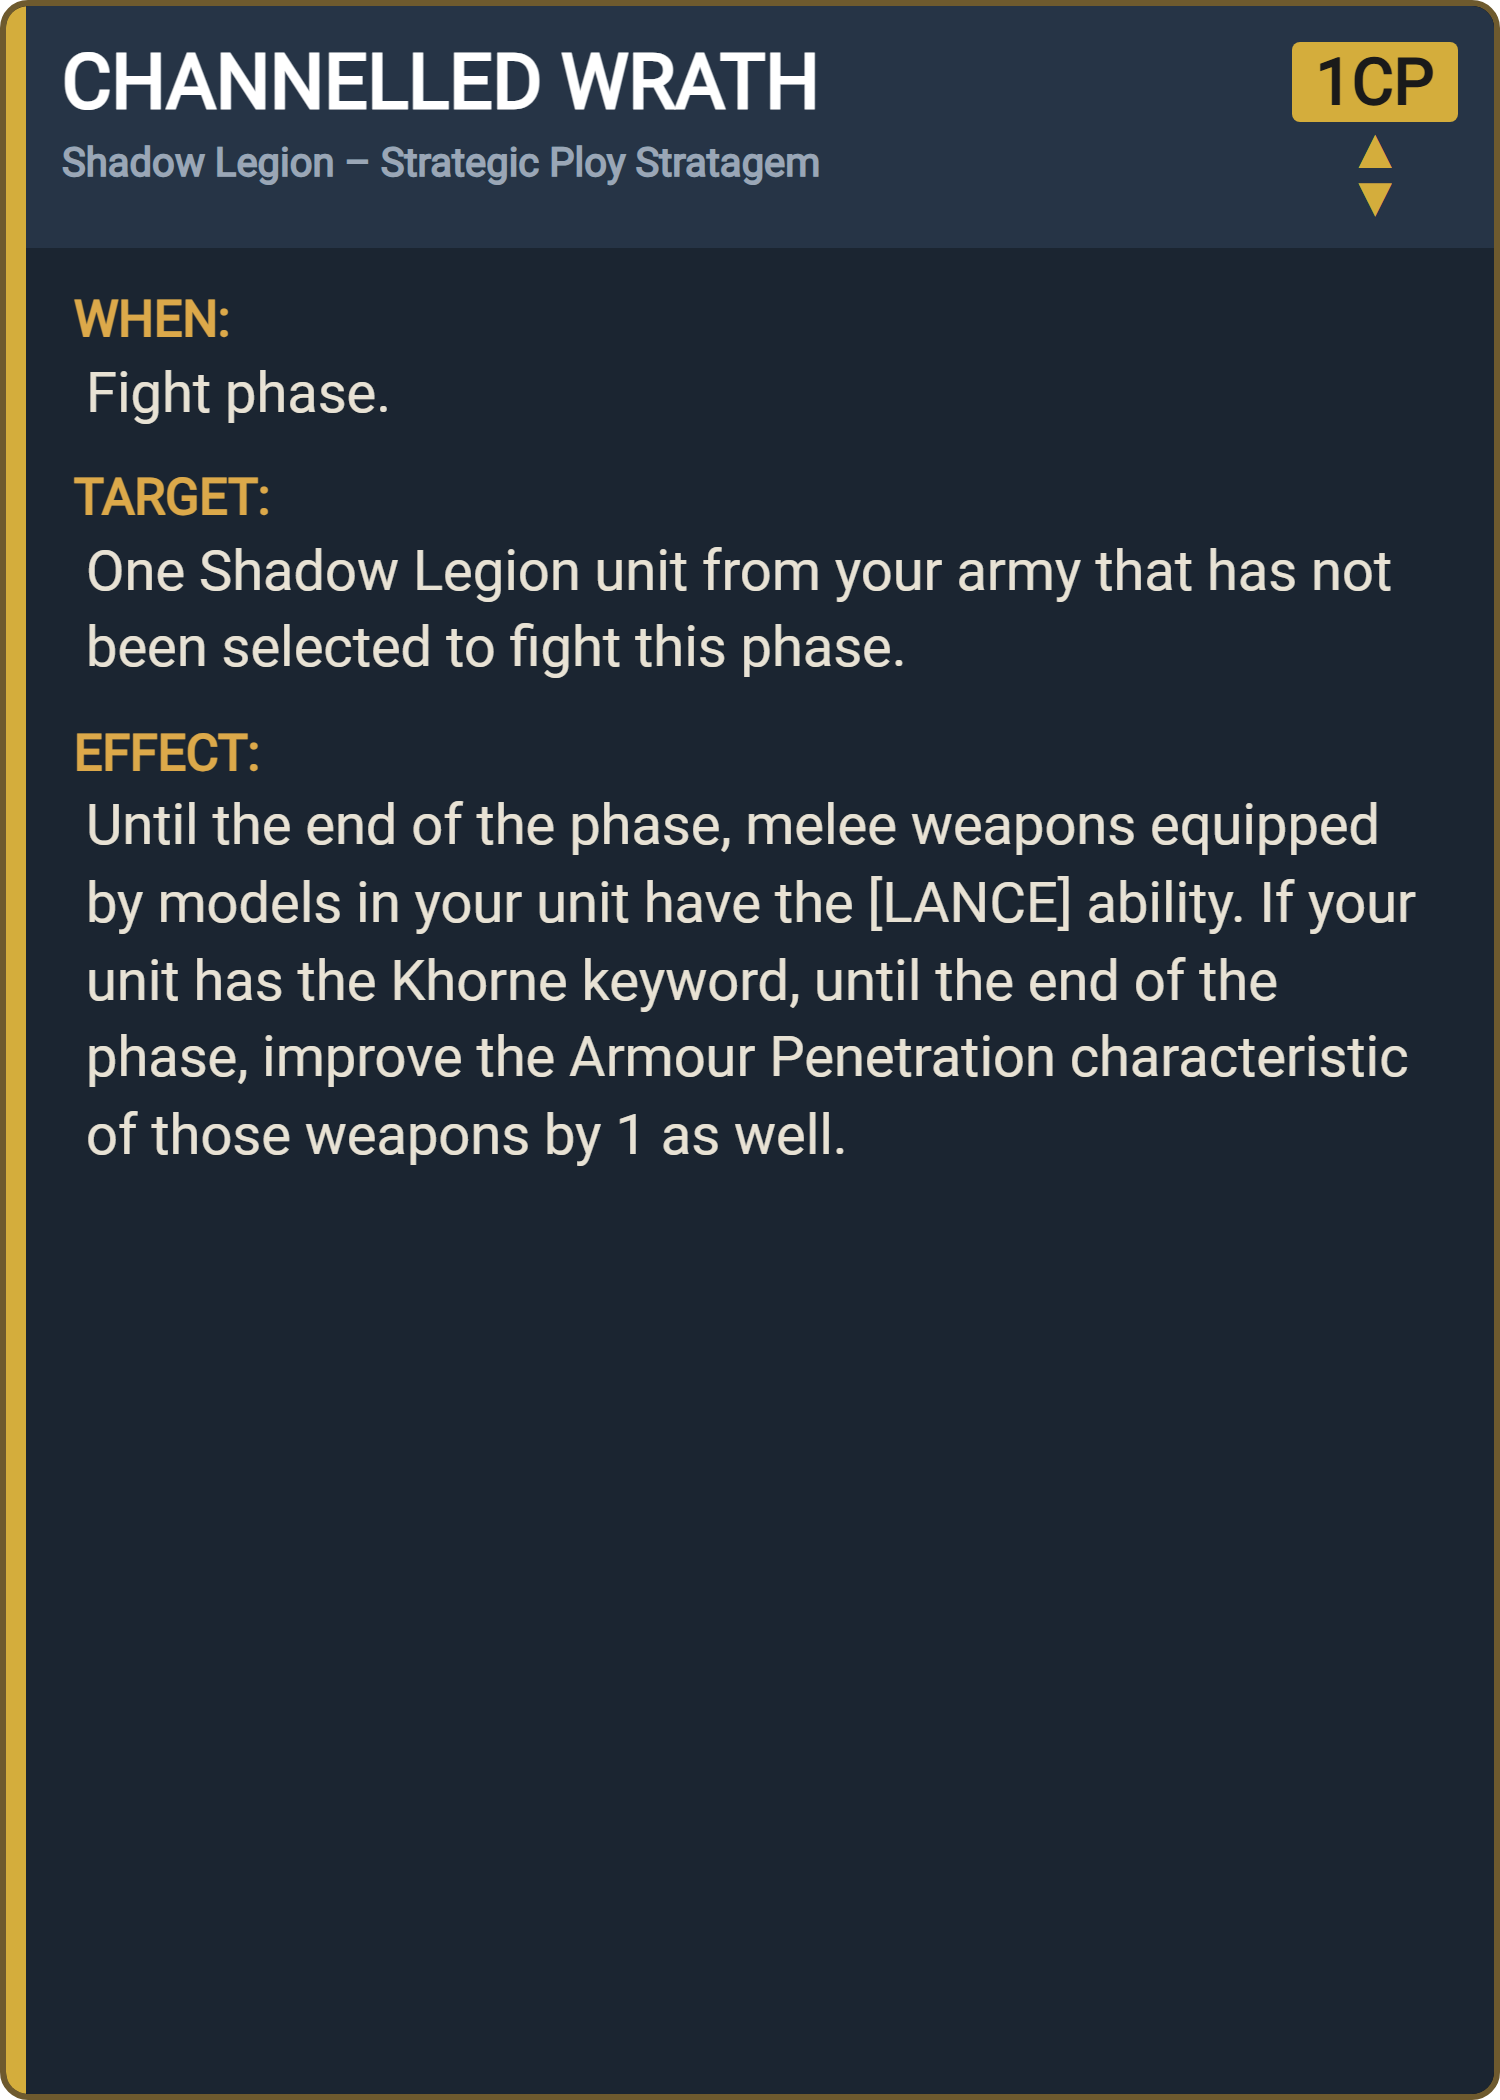 CHANNELLED WRATH
1CP
Shadow Legion – Strategic Ploy Stratagem
▲
▼
WHEN:
Fight phase.
TARGET:
One Shadow Legion unit from your army that has not
been selected to fight this phase.
EFFECT:
Until the end of the phase, melee weapons equipped
by models in your unit have the [LANCE] ability. If your
unit has the Khorne keyword, until the end of the
phase, improve the Armour Penetration characteristic
of those weapons by 1 as well.